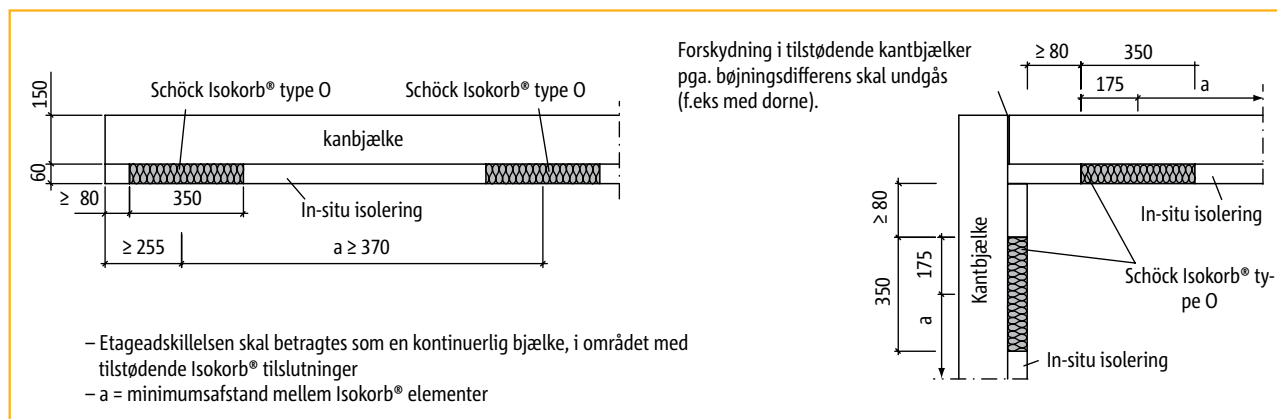 Schöck Isokorb® type O
Schöck Isokorb® type O
150
kanbjælke
60
≥ 80
350
In-situ isolering
≥ 255
a ≥ 370
– Etageadskillelsen skal betragtes som en kontinuerlig bjælke, i området med
tilstødende Isokorb® tilslutninger
– a = minimumsafstand mellem Isokorb® elementer
Forskydning i tilstødende kantbjælker
pga. bøjningsdifferens skal undgås
(f.eks med dorne).
≥ 80
350
175
a
In-situ isolering
≥ 80
Kantbjælke
175
350
a
Schöck Isokorb® ty-
pe O
In-situ isolering